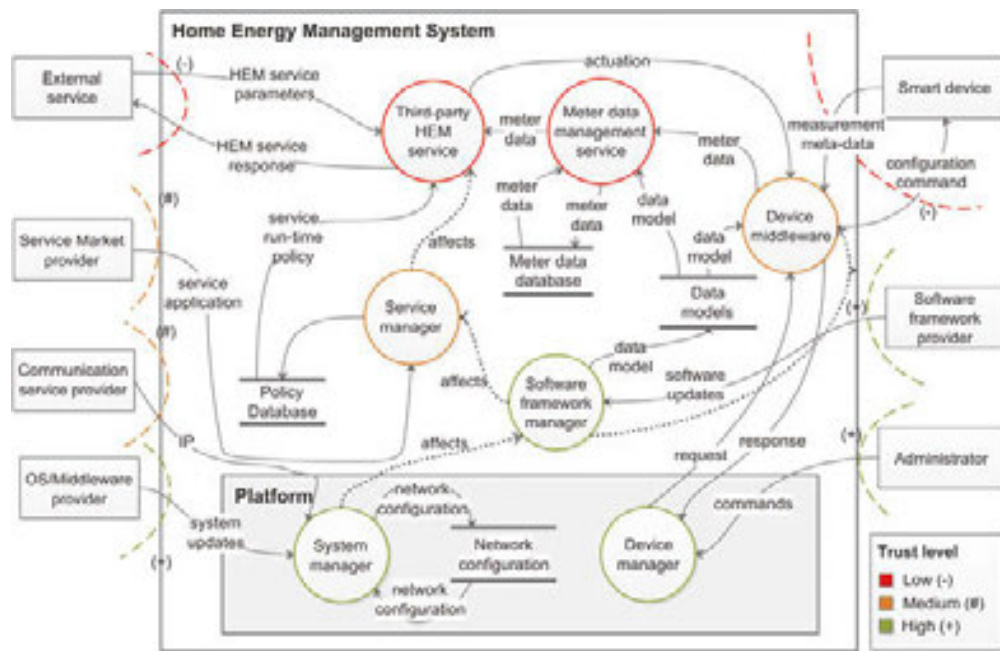 Home Energy Management System
External
service
(-)
HEM service
parameters
HEM service
response
Third-party
HEM
service
actuation
meter
data
Meter data
management
service
meter
data
Smart device
measurement
meta-data
configuration
command
(-)
(#)
Service Market
provider
service
application
service
run-time
policy
affects
meter
data
meter
data
data
model
data
model
Device
middleware
Meter data
database
Data
models
Service
manager
(#)
Communication
service provider
IP
Policy
Database
affects
data
model
Software
framework
manager
software
updates
(+)
Software
framework
provider
affects
request
response
(+)
Administrator
OS/Middleware
provider
system
updates
(+)
Platform
network
configuration
System
manager
Network
configuration
network
configuration
Device
manager
commands
Trust level
Low (-)
Medium (#)
High (+)